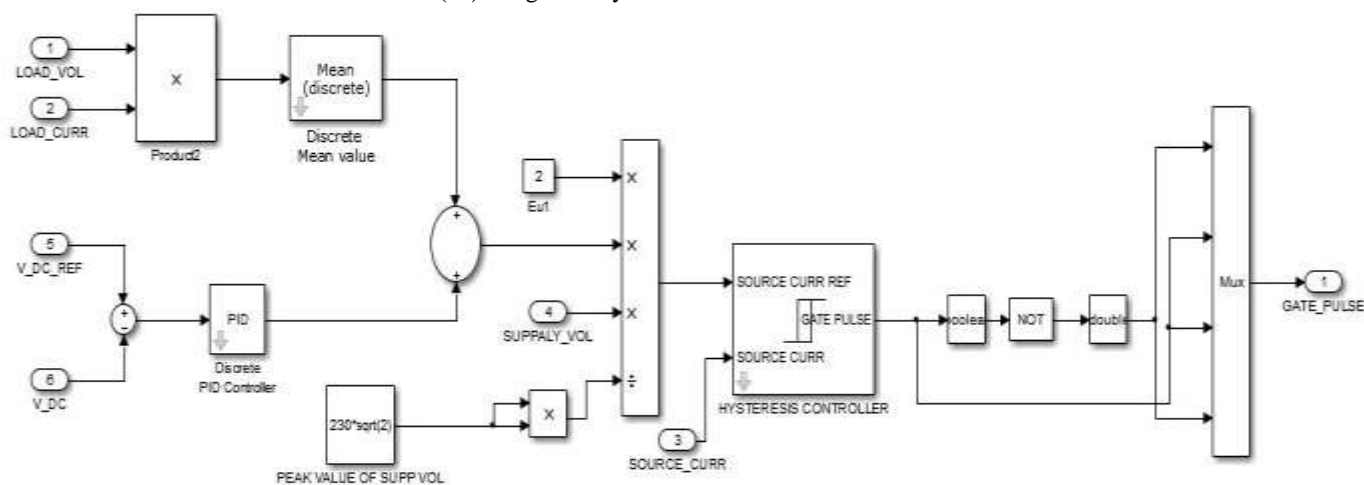 1
LOAD_VOL
2
LOAD_CURR
X
Product2
Mean
(discrete)
Discrete
Mean value
2
Eu1
+
+
X
X
X
÷
5
V_DC_REF
+
−
6
V_DC
PID
Discrete
PID Controller
4
SUPPALY_VOL
230*sqrt(2)
PEAK VALUE OF SUPP VOL
X
SOURCE CURR REF
GATE PULSE
SOURCE CURR
HYSTERESIS CONTROLLER
3
SOURCE_CURR
oolea
NOT
double
Mux
1
GATE_PULSE